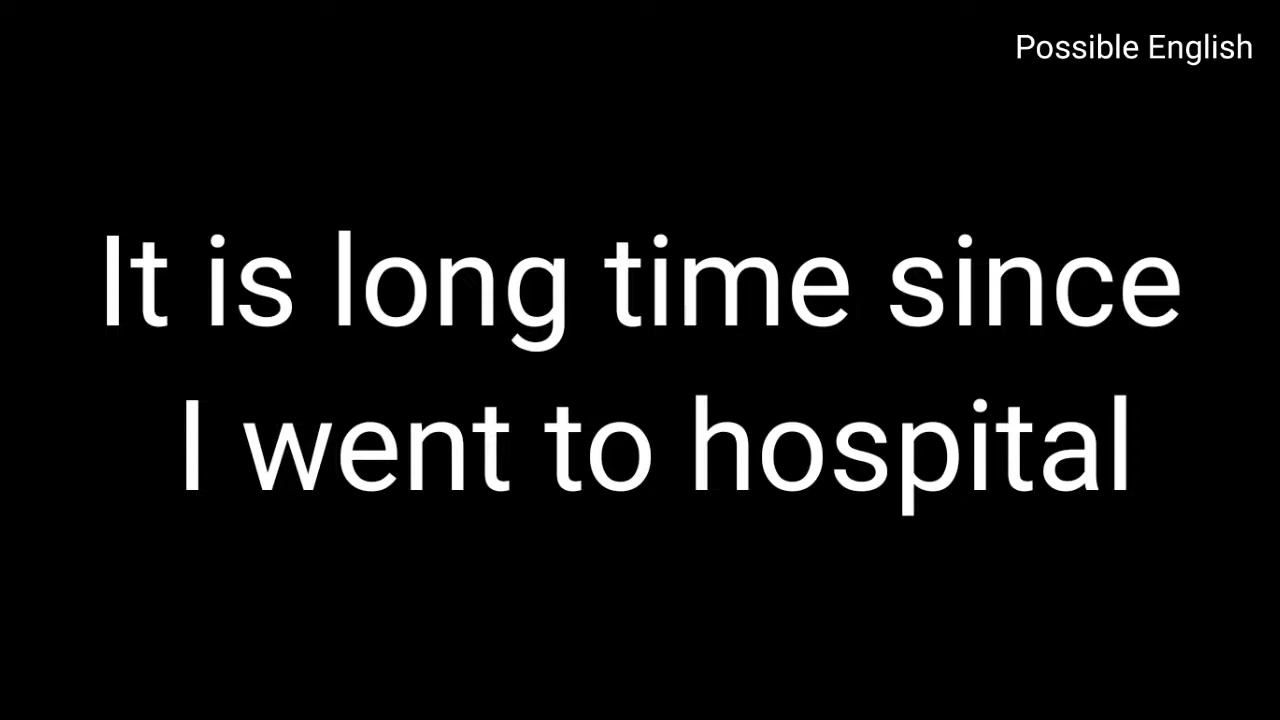 Possible English
It is long time since
I went to hospital